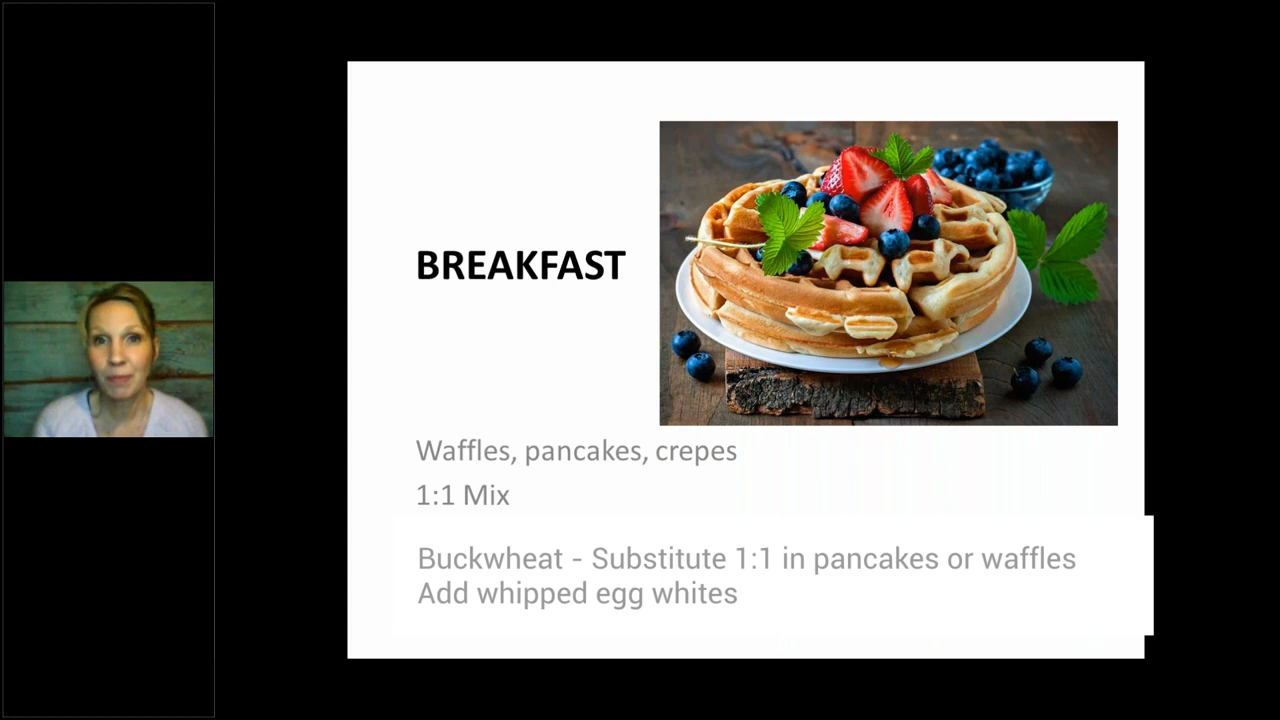 BREAKFAST
Waffles, pancakes, crepes
1:1 Mix
Buckwheat - Substitute 1:1 in pancakes or waffles
Add whipped egg whites